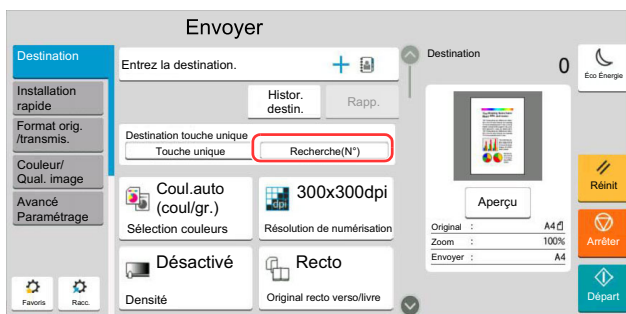 Envoyer
Destination
Installation
rapide
Format orig.
/transmis.
Couleur/
Qual. image
Avancé
Paramétrage
Favoris
Racc.
Entrez la destination.
Histor.
destin.
Rapp.
Destination touche unique
Touche unique
Recherche(N°)
Coul.auto
(coul/gr.)
Sélection couleurs
300x300dpi
Résolution de numérisation
Désactivé
Densité
Recto
Original recto verso/livre
Destination
0
Aperçu
Original : A4
Zoom : 100%
Envoyer : A4
Éco Énergie
Réinit
Arrêter
Départ